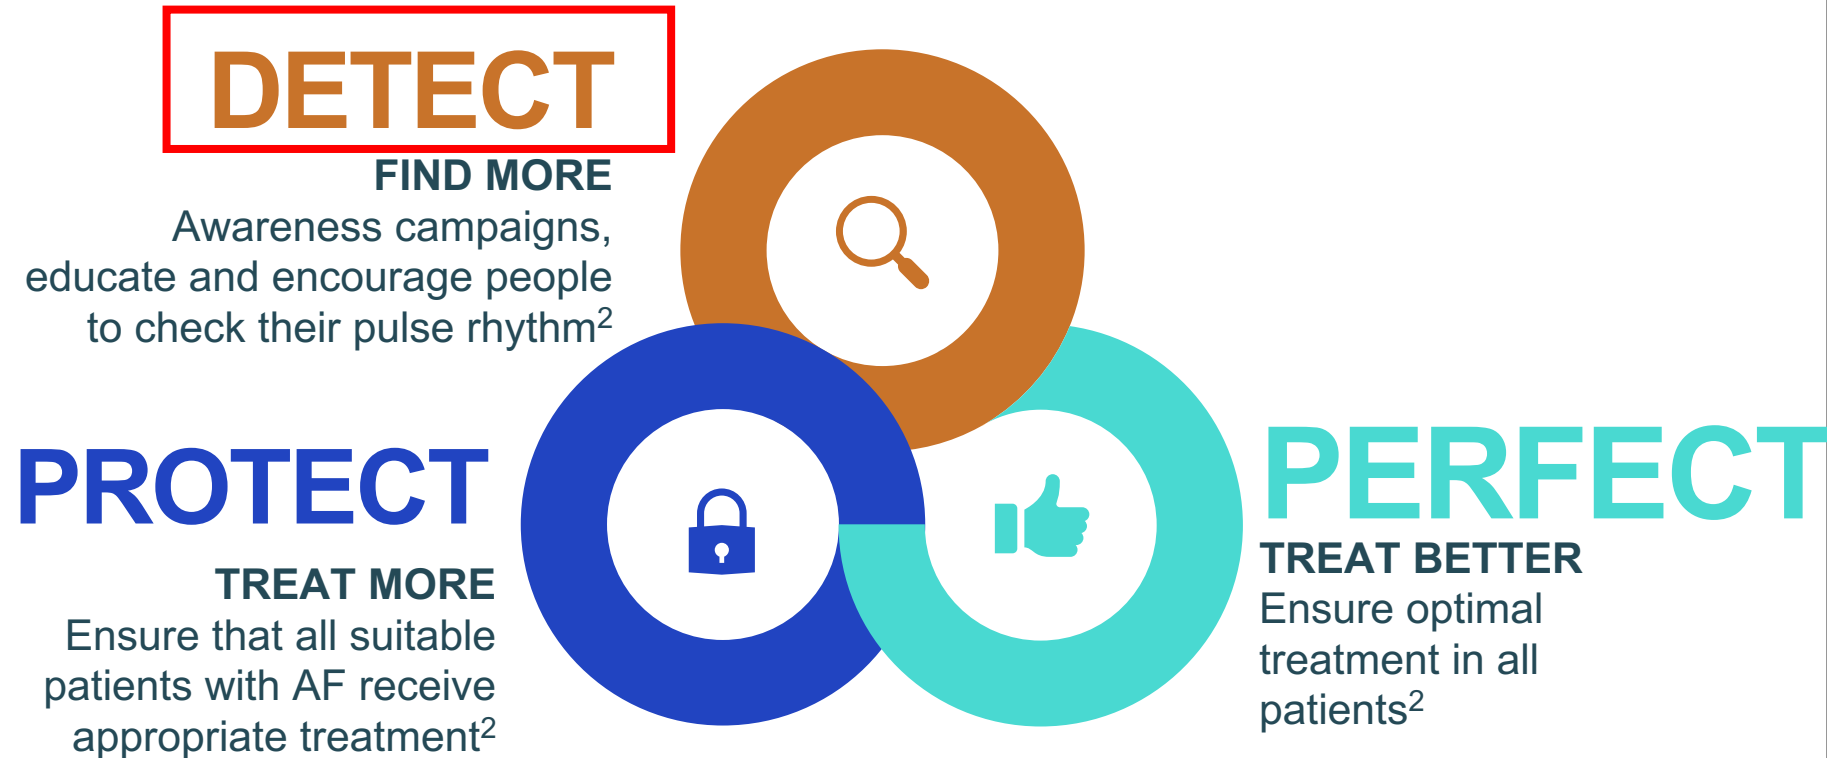 DETECT
FIND MORE
Awareness campaigns,
educate and encourage people
to check their pulse rhythm²
PROTECT
TREAT MORE
Ensure that all suitable
patients with AF receive
appropriate treatment²
PERFECT
TREAT BETTER
Ensure optimal
treatment in all
patients²